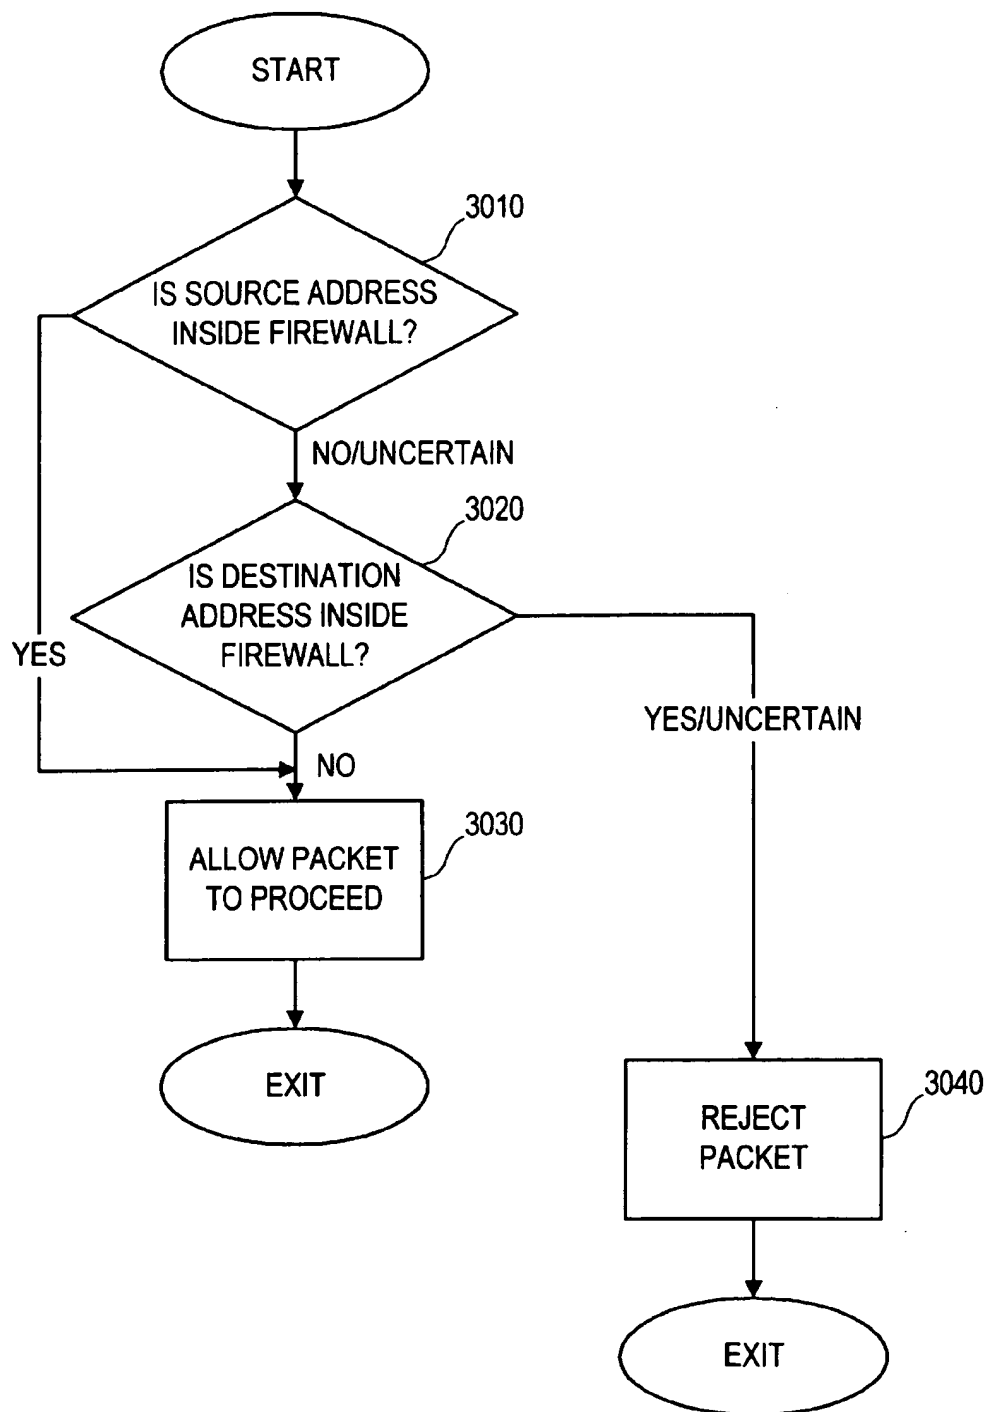 START
3010
IS SOURCE ADDRESS
INSIDE FIREWALL?
NO/UNCERTAIN
3020
IS DESTINATION
ADDRESS INSIDE
FIREWALL?
YES
YES/UNCERTAIN
NO
3030
ALLOW PACKET
TO PROCEED
EXIT
3040
REJECT
PACKET
EXIT